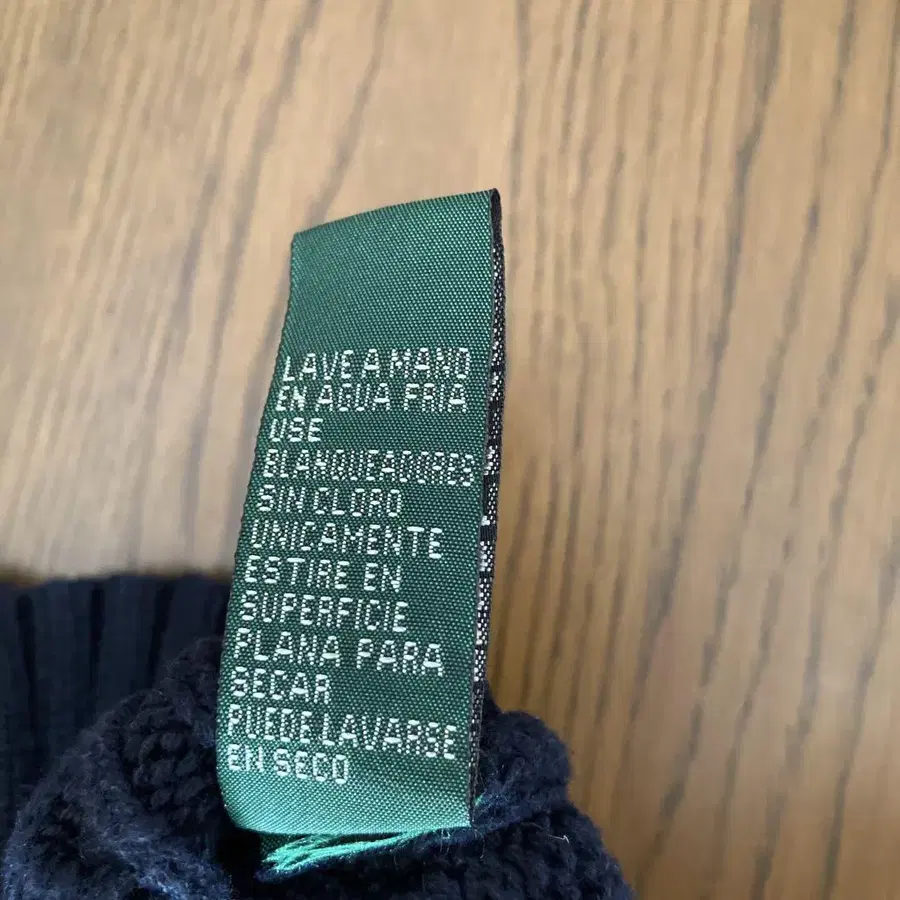 LAVE A MANO
EN AGUA FRIA
USE
BLANQUEADORES
SIN CLORO
UNICAMENTE
ESTIRE EN
SUPERFICIE
PLANA PARA
SECAR
PUEDE LAVARSE
EN SECO